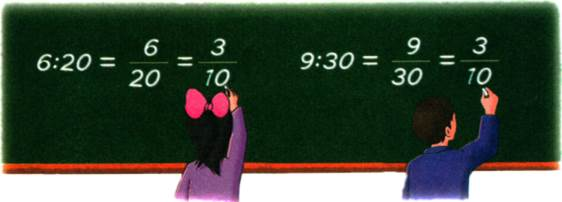 6:20 = 6/20 = 3/10
9:30 = 9/30 = 3/10